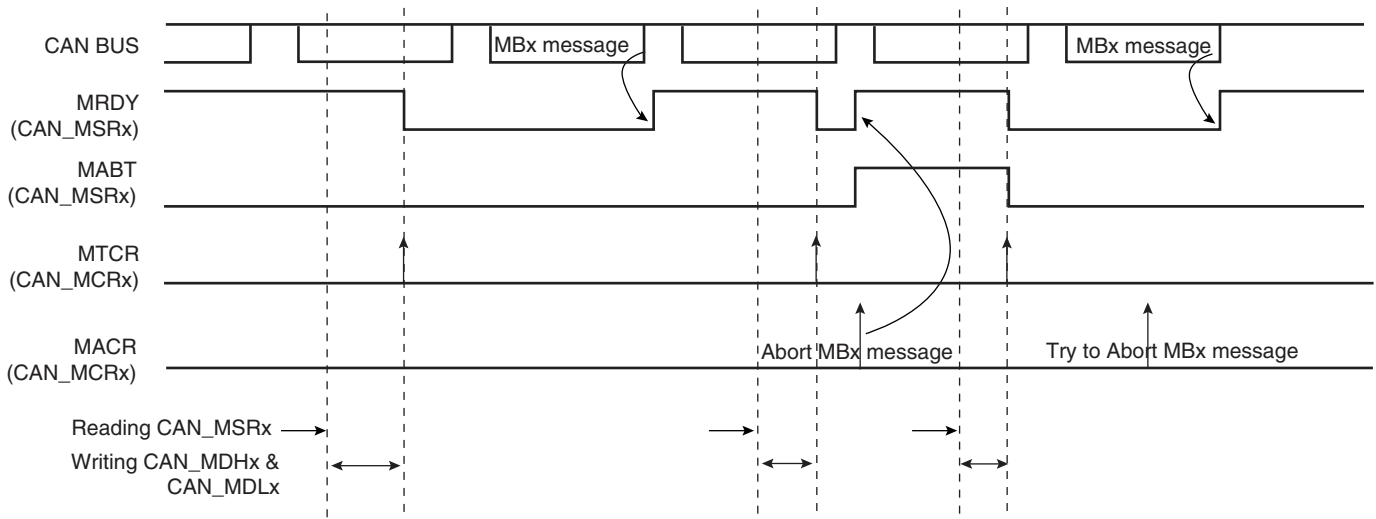 CAN BUS
MBx message
MBx message
MRDY
(CAN_MSRx)
MABT
(CAN_MSRx)
MTCR
(CAN_MCRx)
MACR
(CAN_MCRx)
Abort MBx message
Try to Abort MBx message
Reading CAN_MSRx
Writing CAN_MDHx &
CAN_MDLx